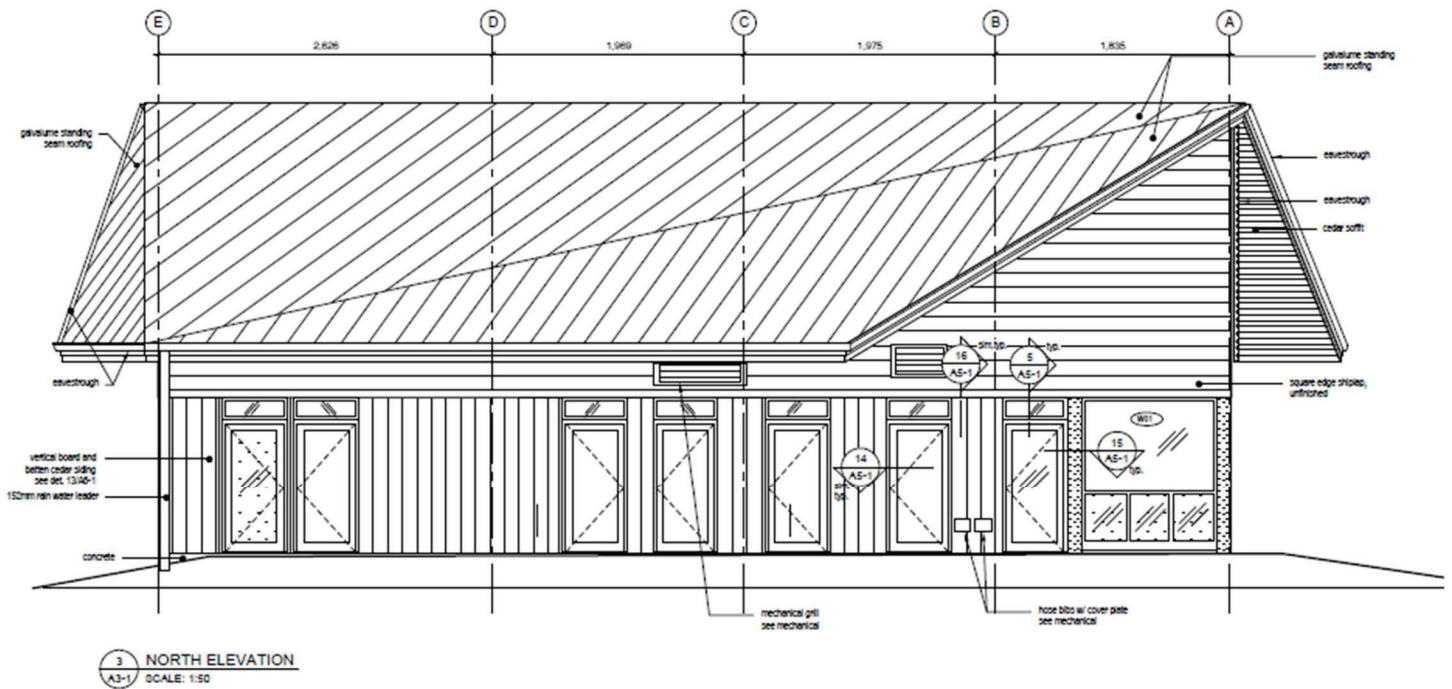 E
D
C
B
A
2,626
1,969
1,975
1,835
galvalume standing
seam roofing
galvalume standing
seam roofing
eavestrough
eavestrough
cedar soffit
16
A5-1
sim.typ.
5
A5-1
typ.
eavestrough
square edge shiplap,
unfinished
W01
14
A5-1
sim.
typ.
15
A5-1
typ.
vertical board and
batten cedar siding
see det. 13/A5-1
152mm rain water leader
concrete
mechanical grill
see mechanical
hose bibs w/ cover plate
see mechanical
3
A3-1
NORTH ELEVATION
SCALE: 1:50